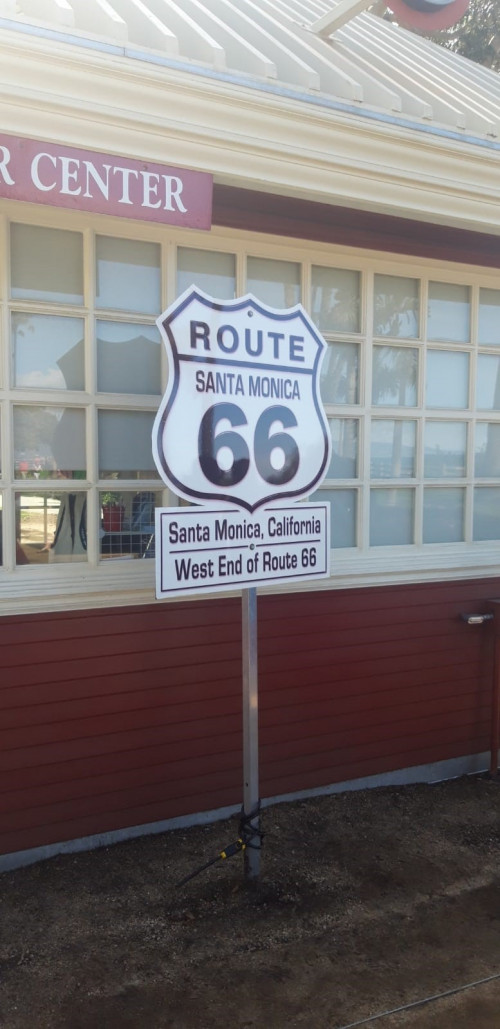 R CENTER
ROUTE
SANTA MONICA
66
Santa Monica, California
West End of Route 66